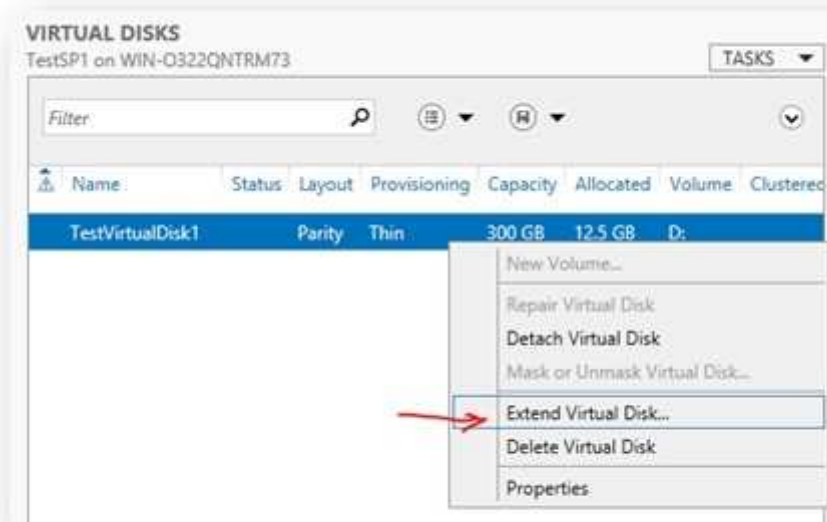 VIRTUAL DISKS
TestSP1 on WIN-O322QNTRM73
TASKS
Filter
Name Status Layout Provisioning Capacity Allocated Volume Clustered
TestVirtualDisk1 Parity Thin 300 GB 12.5 GB D:
New Volume...
Repair Virtual Disk
Detach Virtual Disk
Mask or Unmask Virtual Disk...
Extend Virtual Disk...
Delete Virtual Disk
Properties